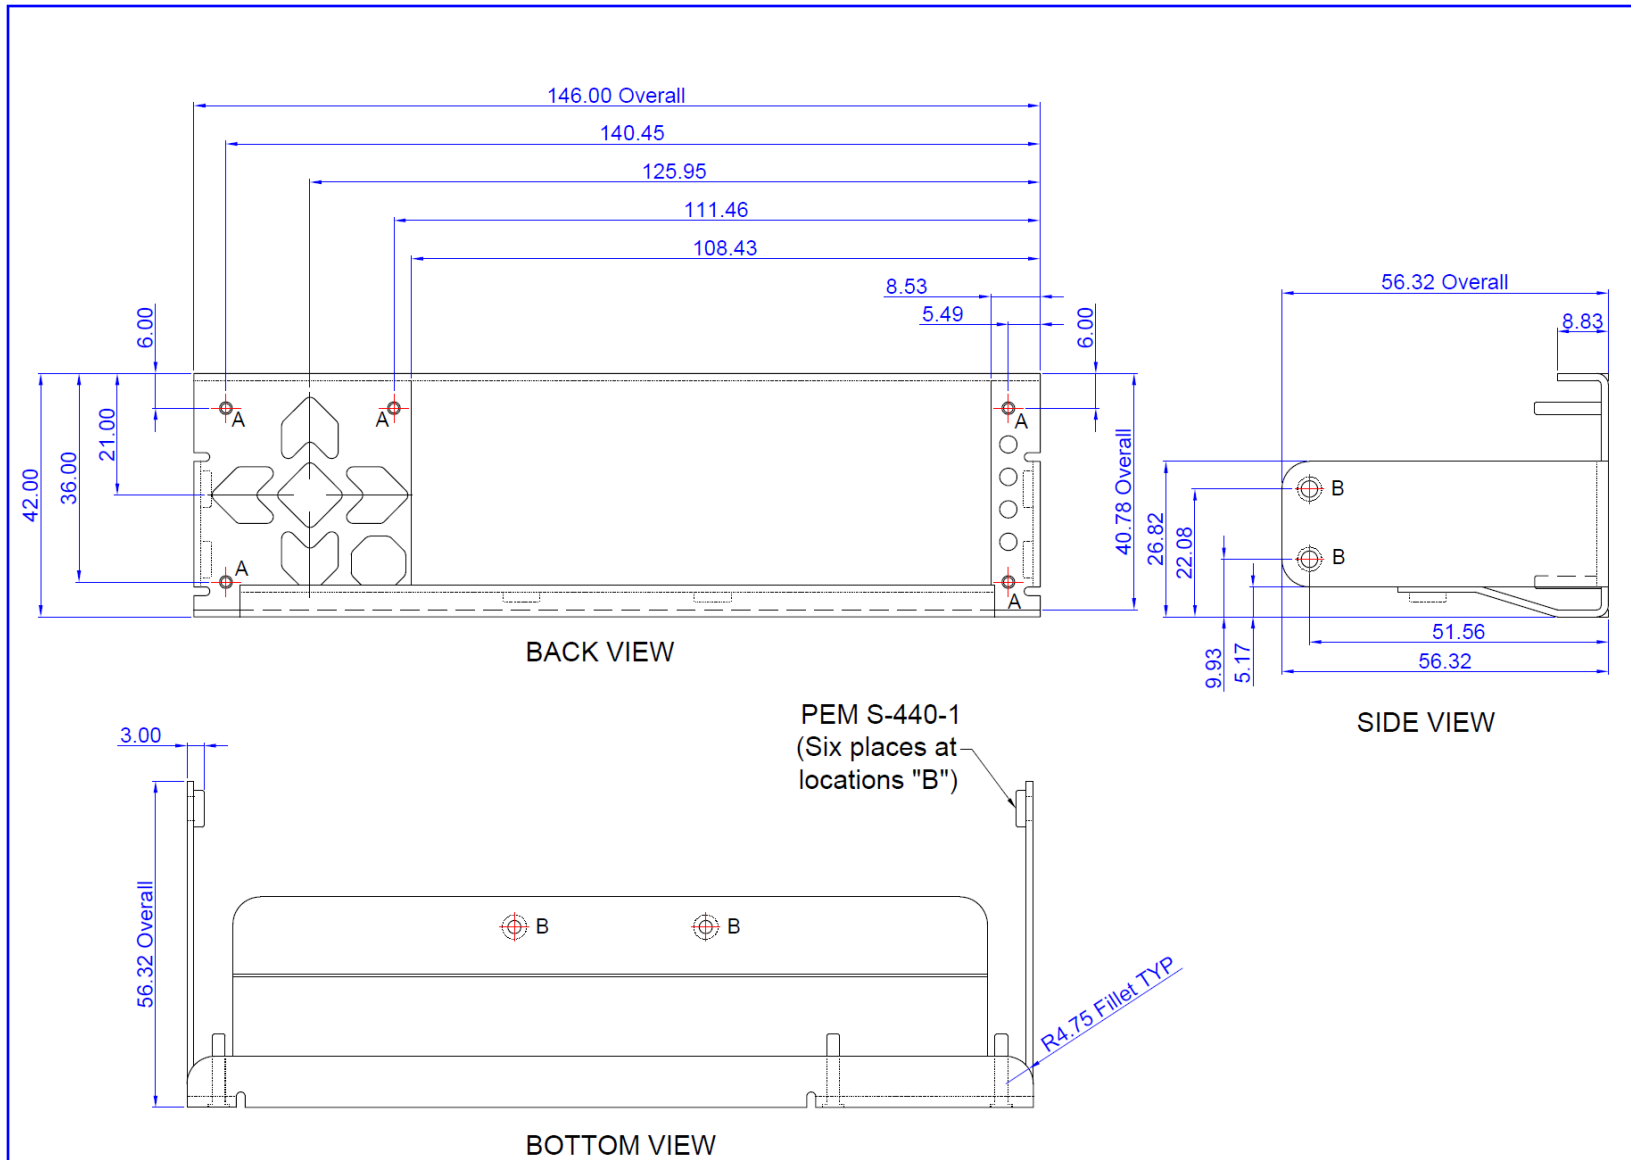 146.00 Overall
140.45
125.95
111.46
108.43
8.53
5.49
6.00
6.00
21.00
36.00
42.00
40.78 Overall
A
A
A
A
A
BACK VIEW
56.32 Overall
8.83
B
B
26.82
22.08
9.93
5.17
51.56
56.32
SIDE VIEW
PEM S-440-1
(Six places at
locations "B")
3.00
56.32 Overall
B
B
R4.75 Fillet TYP
BOTTOM VIEW